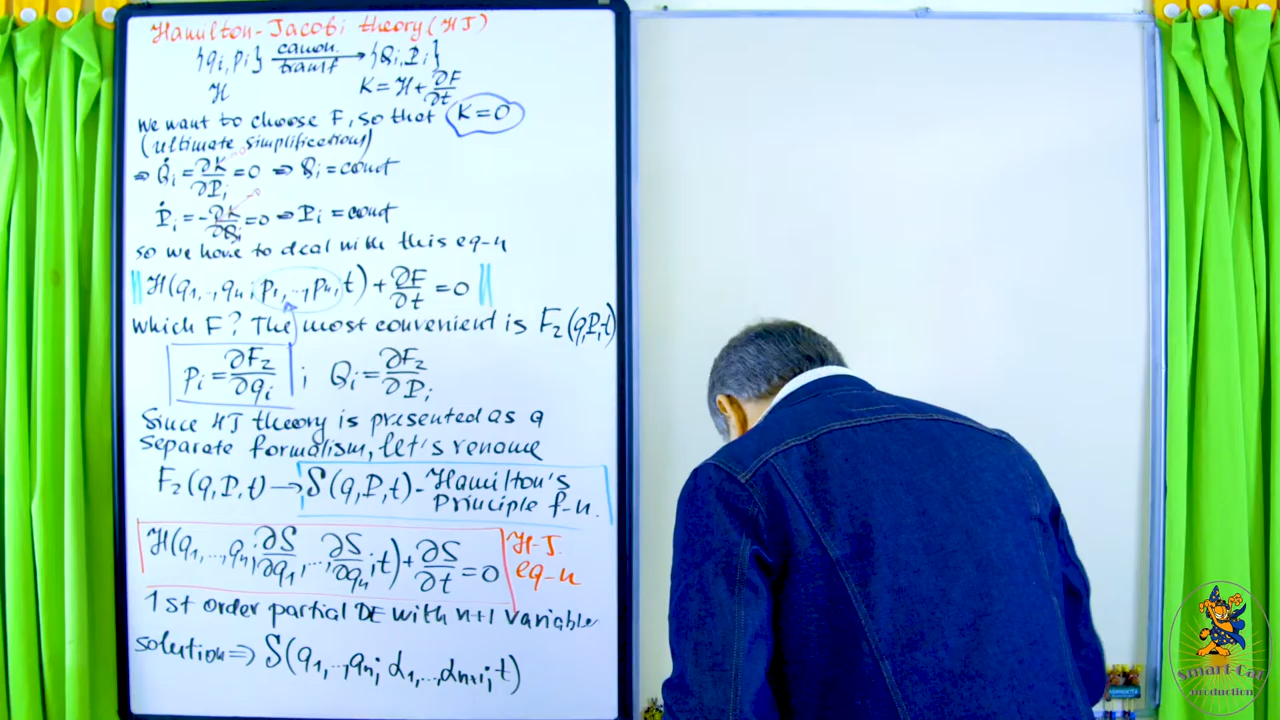 Hamilton-Jacobi theory (HJ)
{qi, pi} canon. transf → {Qi, Pi}
H K = H + ∂F/∂t
We want to choose F, so that K=0
(ultimate simplifications)
⇒ Q̇i = ∂K/∂Pi = 0 ⇒ Qi = const
Ṗi = -∂K/∂Qi = 0 ⇒ Pi = const
so we have to deal with this eq-n
H(q1,..,qn; p1,..,pn, t) + ∂F/∂t = 0
Which F? The most convenient is F2(q,P,t)
pi = ∂F2/∂qi ; Qi = ∂F2/∂Pi
Since HJ theory is presented as a
separate formalism, let's rename
F2(q,P,t) → S(q,P,t) - Hamilton's
Principle f-n.
H(q1,...,qn; ∂S/∂q1,..., ∂S/∂qn; t) + ∂S/∂t = 0 H-J.
eq-n
1st order partial DE with n+1 variable
solution ⇒ S(q1,..,qn; α1,...,αn+1; t)
Smart-Cat
production